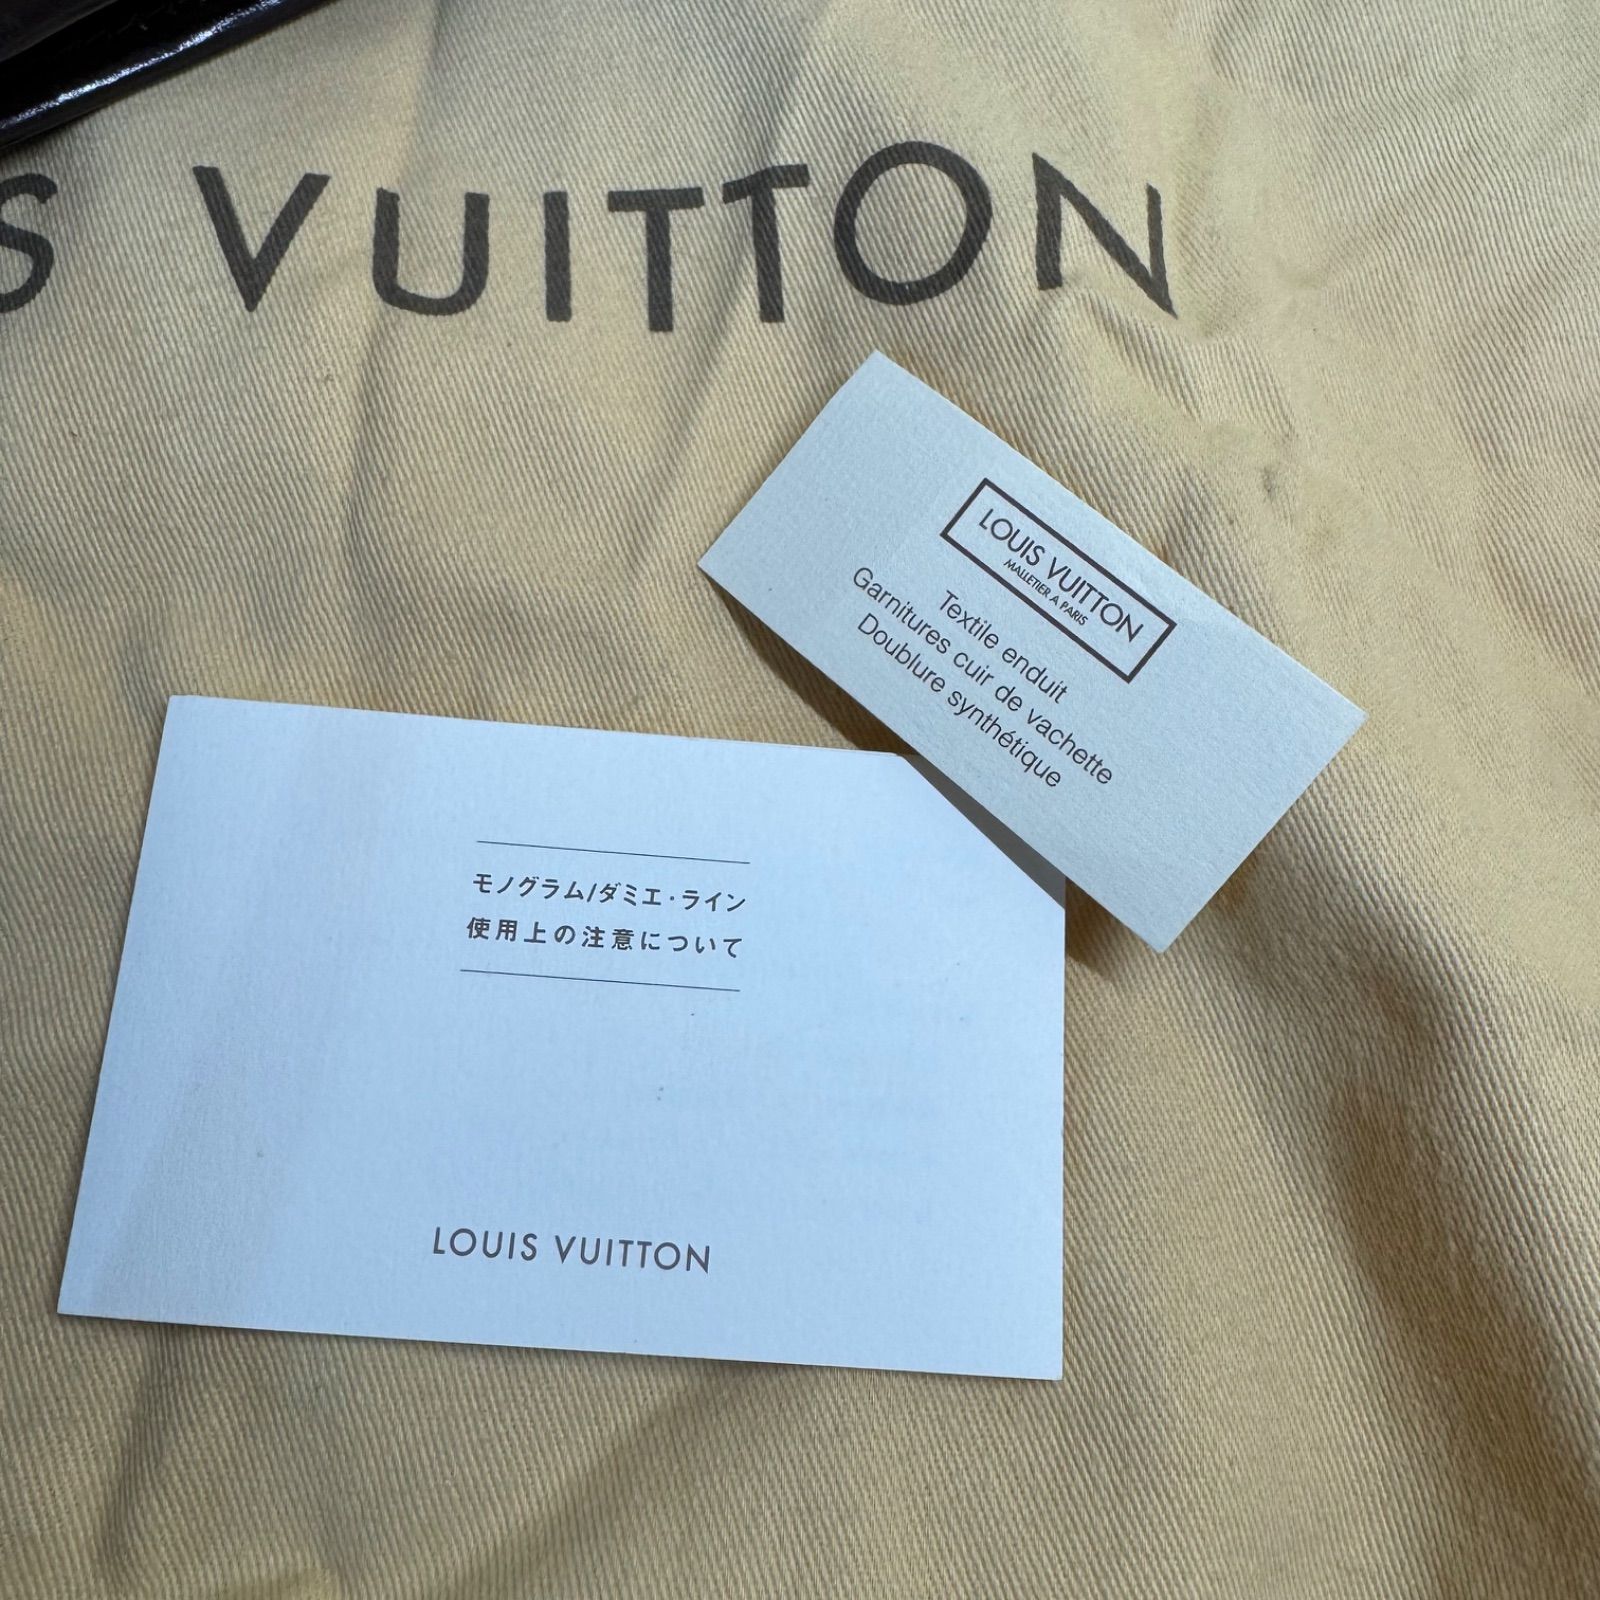 S VUITTON
LOUIS VUITTON
MALLETIER A PARIS
Textile enduit
Garnitures cuir de vachette
Doublure synthétique
モノグラム/ダミエ・ライン
使用上の注意について
LOUIS VUITTON